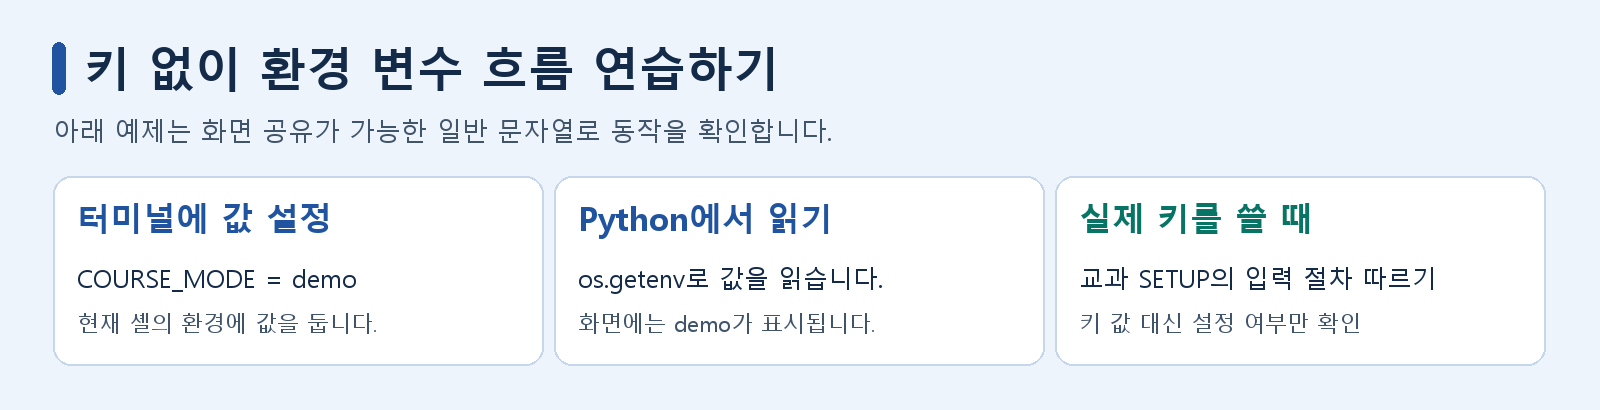 키 없이 환경 변수 흐름 연습하기
아래 예제는 화면 공유가 가능한 일반 문자열로 동작을 확인합니다.
터미널에 값 설정
COURSE_MODE = demo
현재 셸의 환경에 값을 둡니다.
Python에서 읽기
os.getenv로 값을 읽습니다.
화면에는 demo가 표시됩니다.
실제 키를 쓸 때
교과 SETUP의 입력 절차 따르기
키 값 대신 설정 여부만 확인